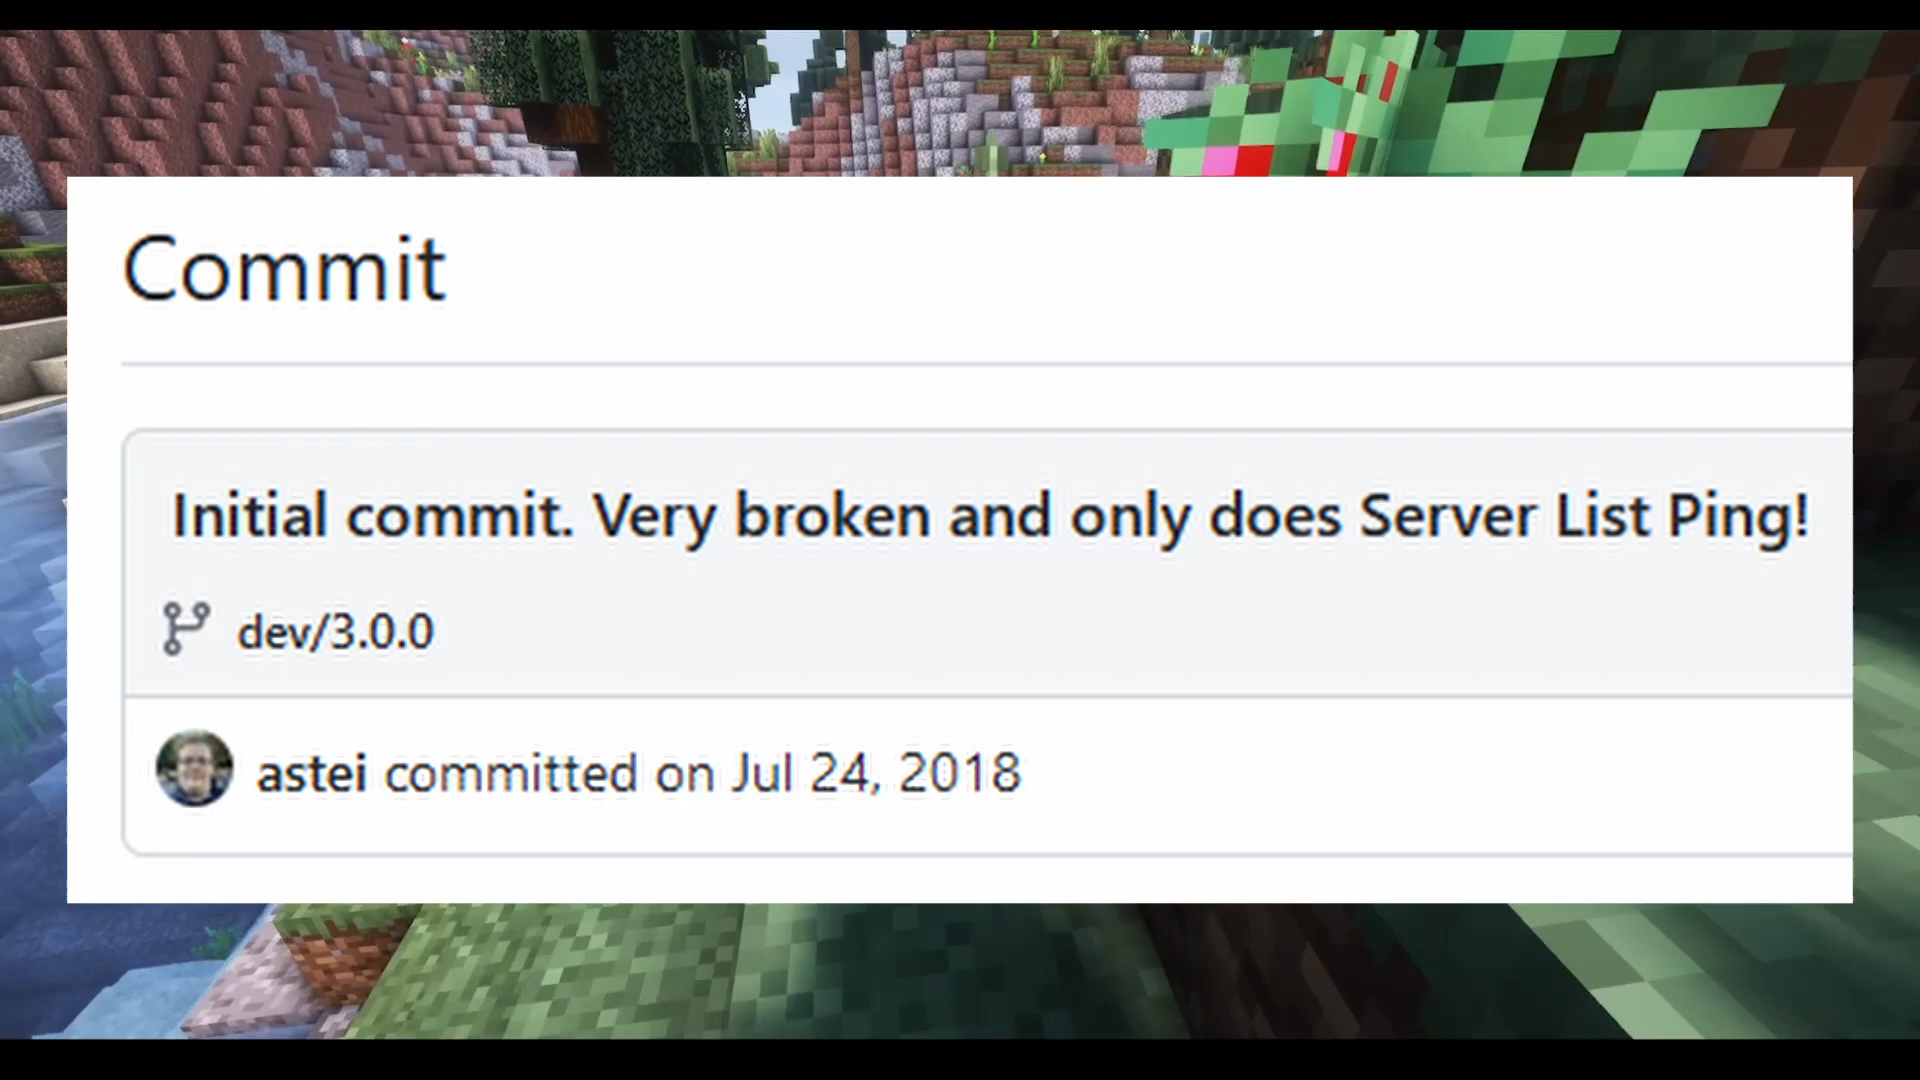 Commit
Initial commit. Very broken and only does Server List Ping!
dev/3.0.0
astei committed on Jul 24, 2018